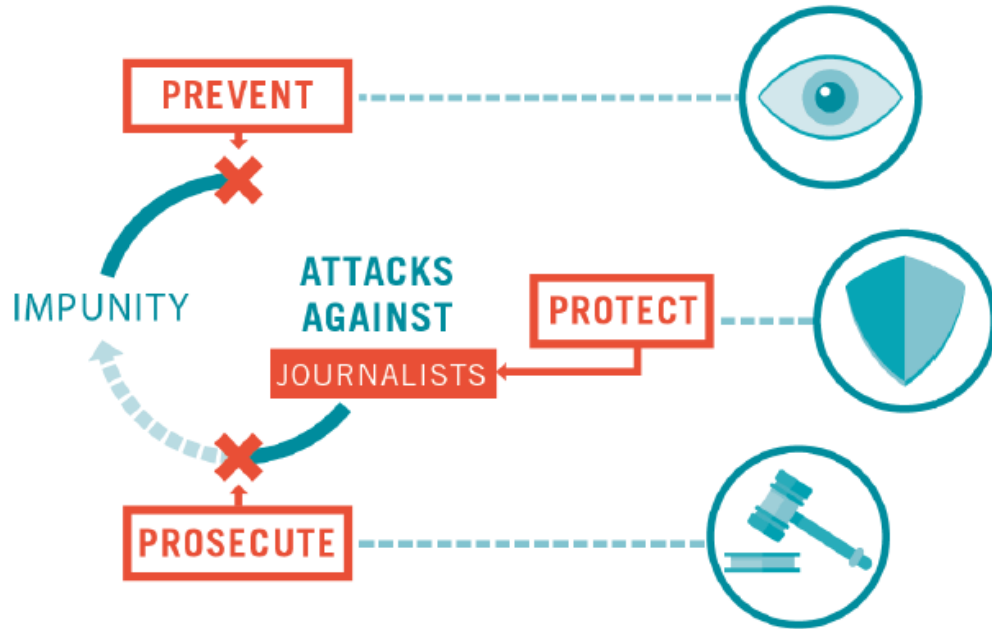 PREVENT
IMPUNITY
ATTACKS
AGAINST
JOURNALISTS
PROTECT
PROSECUTE